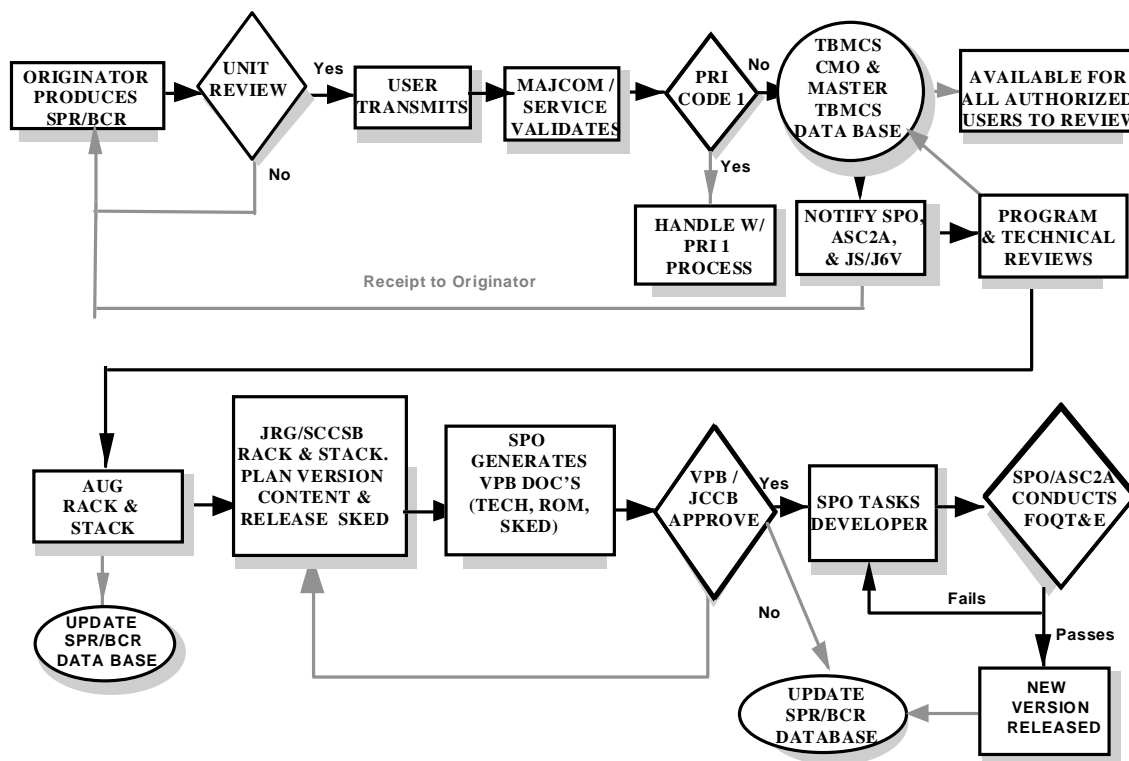 ORIGINATOR
PRODUCES
SPR/BCR
UNIT
REVIEW
Yes
No
USER
TRANSMITS
MAJCOM /
SERVICE
VALIDATES
PRI
CODE 1
No
Yes
HANDLE W/
PRI 1
PROCESS
TBMCS
CMO &
MASTER
TBMCS
DATA BASE
AVAILABLE FOR
ALL AUTHORIZED
USERS TO REVIEW
NOTIFY SPO,
ASC2A,
& JS/J6V
PROGRAM
& TECHNICAL
REVIEWS
Receipt to Originator
AUG
RACK &
STACK
UPDATE
SPR/BCR
DATA BASE
JRG/SCCSB
RACK & STACK.
PLAN VERSION
CONTENT &
RELEASE SKED
SPO
GENERATES
VPB DOC'S
(TECH, ROM,
SKED)
VPB /
JCCB
APPROVE
Yes
No
SPO TASKS
DEVELOPER
SPO/ASC2A
CONDUCTS
FOQT&E
Fails
Passes
NEW
VERSION
RELEASED
UPDATE
SPR/BCR
DATABASE